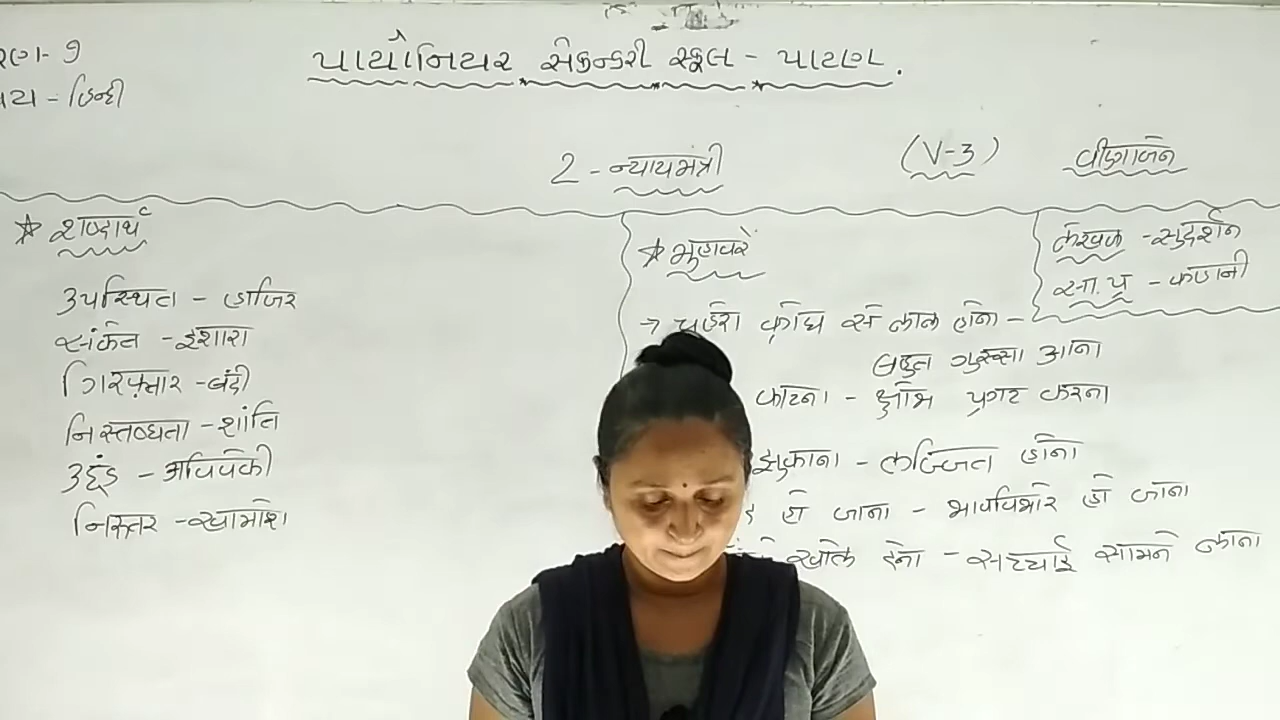 રણ- 9
પાયોનિયર સેકન્ડરી સ્કૂલ - પાટણ.
ષય - હિન્દી
2 - न्यायमंत्री
(V-3)
★ शब्दार्थ
उपस्थित - हाजिर
संकेत - इशारा
गिरफ़्तार - बंदी
निस्तब्धता - शांति
उद्दंड - अविवेकी
निरुत्तर - खामोश
★ मुहावरें
→ चहेरा क्रोध से लाल होना -
बहुत गुस्सा आना
काटना - क्षोभ प्रगट करना
झुकाना - लज्जित होना
हो जाना - भावविभोर हो जाना
खोल देना - सच्चाई सामने लाना
लेखक - सुदर्शन
सा.प्र - कहानी